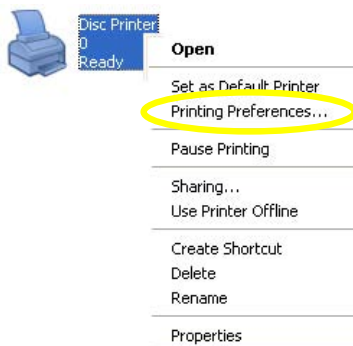 Disc Printer
0
Ready
Open
Set as Default Printer
Printing Preferences...
Pause Printing
Sharing...
Use Printer Offline
Create Shortcut
Delete
Rename
Properties